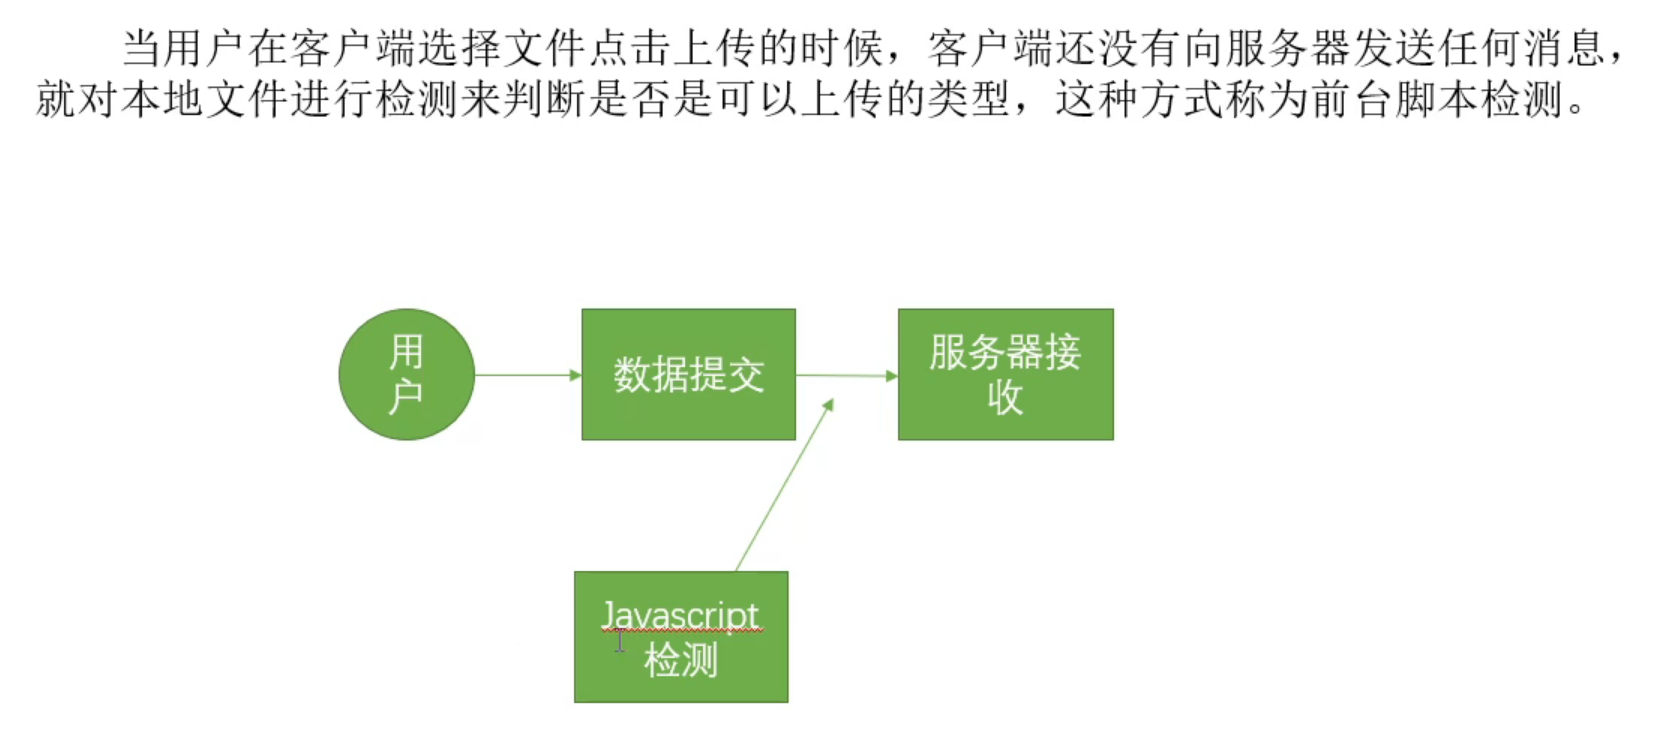 当用户在客户端选择文件点击上传的时候，客户端还没有向服务器发送任何消息，
就对本地文件进行检测来判断是否是可以上传的类型，这种方式称为前台脚本检测。
用
户
数据提交
服务器接
收
Javascript
检测